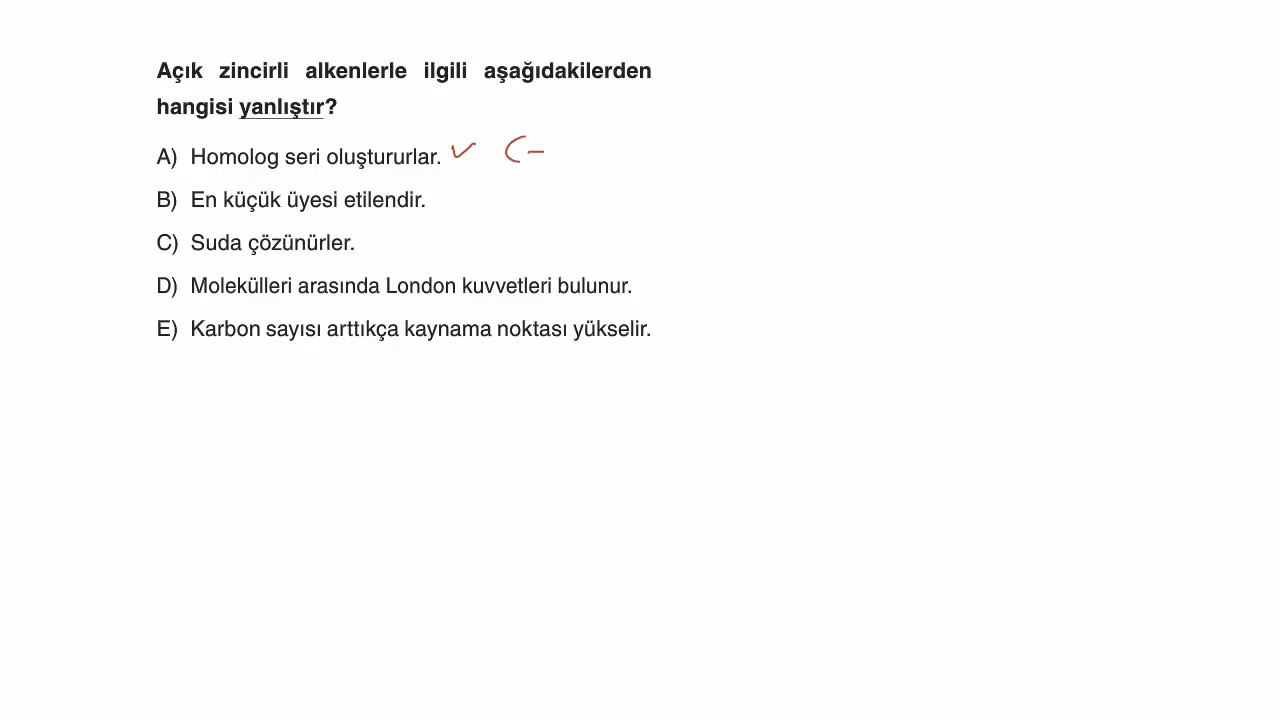 Açık zincirli alkenlerle ilgili aşağıdakilerden
hangisi yanlıştır?
A) Homolog seri oluştururlar. ✓ C-
B) En küçük üyesi etilendir.
C) Suda çözünürler.
D) Molekülleri arasında London kuvvetleri bulunur.
E) Karbon sayısı arttıkça kaynama noktası yükselir.